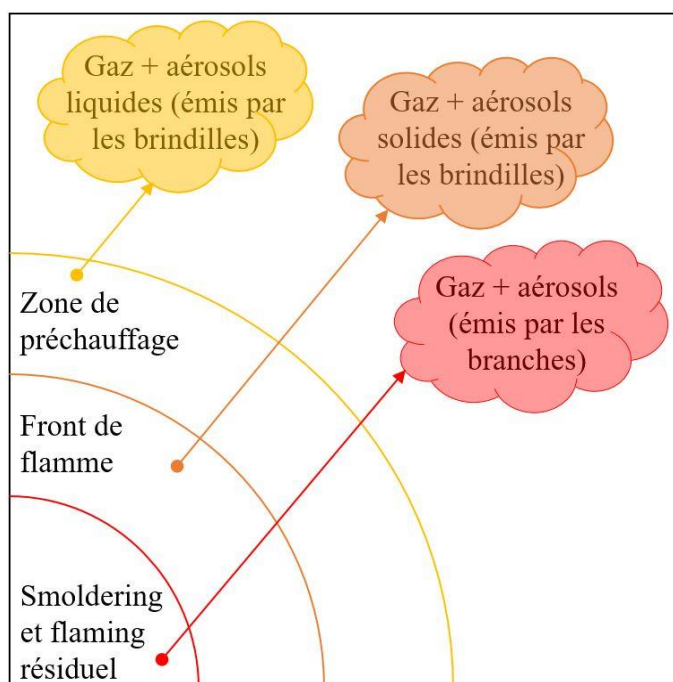 Gaz + aérosols
liquides (émis par
les brindilles)
Gaz + aérosols
solides (émis par
les brindilles)
Gaz + aérosols
(émis par les
branches)
Zone de
préchauffage
Front de
flamme
Smoldering
et flaming
résiduel